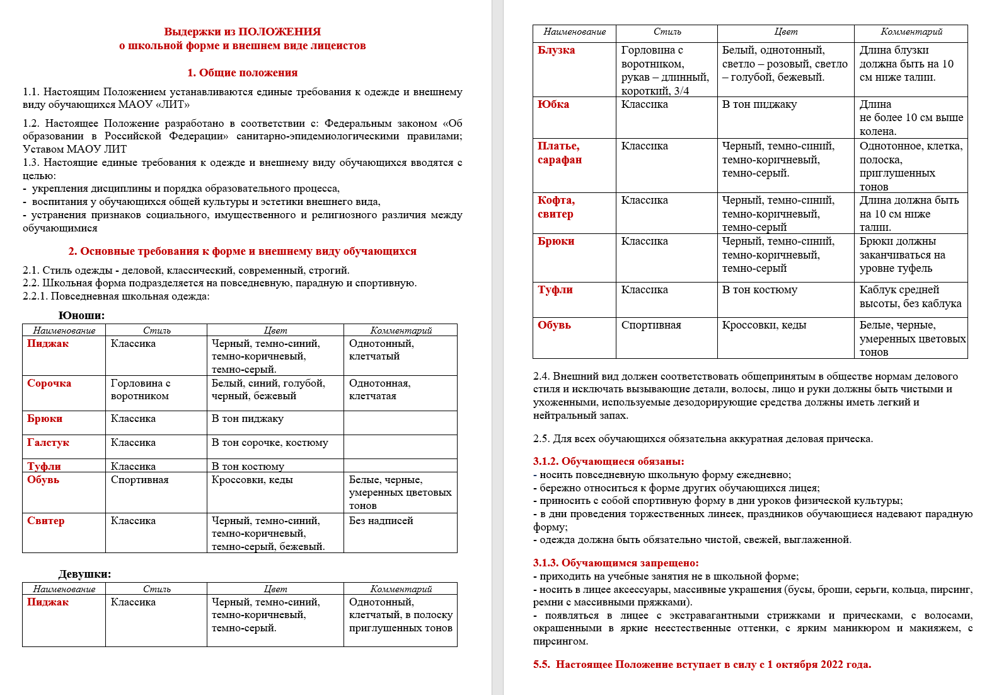 Выдержки из ПОЛОЖЕНИЯ
о школьной форме и внешнем виде лицеистов
1. Общие положения
1.1. Настоящим Положением устанавливаются единые требования к одежде и внешнему
виду обучающихся МАОУ «ЛИТ»
1.2. Настоящее Положение разработано в соответствии с: Федеральным законом «Об
образовании в Российской Федерации» санитарно-эпидемиологическими правилами;
Уставом МАОУ ЛИТ
1.3. Настоящие единые требования к одежде и внешнему виду обучающихся вводятся с
целью:
- укрепления дисциплины и порядка образовательного процесса,
- воспитания у обучающихся общей культуры и эстетики внешнего вида,
- устранения признаков социального, имущественного и религиозного различия между
обучающимися
2. Основные требования к форме и внешнему виду обучающихся
2.1. Стиль одежды - деловой, классический, современный, строгий.
2.2. Школьная форма подразделяется на повседневную, парадную и спортивную.
2.2.1. Повседневная школьная одежда:
Юноши:
Наименование Стиль Цвет Комментарий
Пиджак Классика Черный, темно-синий, Однотонный,
темно-коричневый, клетчатый
темно-серый.
Сорочка Горловина с Белый, синий, голубой, Однотонная,
воротником черный, бежевый клетчатая
Брюки Классика В тон пиджаку
Галстук Классика В тон сорочке, костюму
Туфли Классика В тон костюму
Обувь Спортивная Кроссовки, кеды Белые, черные,
умеренных цветовых
тонов
Свитер Классика Черный, темно-синий, Без надписей
темно-коричневый,
темно-серый, бежевый.
Девушки:
Наименование Стиль Цвет Комментарий
Пиджак Классика Черный, темно-синий, Однотонный,
темно-коричневый, клетчатый, в полоску
темно-серый. приглушенных тонов
Наименование Стиль Цвет Комментарий
Блузка Горловина с Белый, однотонный, Длина блузки
воротником, светло – розовый, светло должна быть на 10
рукав – длинный, – голубой, бежевый. см ниже талии.
короткий, 3/4
Юбка Классика В тон пиджаку Длина
не более 10 см выше
колена.
Платье, Классика Черный, темно-синий, Однотонное, клетка,
сарафан темно-коричневый, полоска,
темно-серый. приглушенных
тонов
Кофта, Классика Черный, темно-синий, Длина должна быть
свитер темно-коричневый, на 10 см ниже
темно-серый талии.
Брюки Классика Черный, темно-синий, Брюки должны
темно-коричневый, заканчиваться на
темно-серый уровне туфель
Туфли Классика В тон костюму Каблук средней
высоты, без каблука
Обувь Спортивная Кроссовки, кеды Белые, черные,
умеренных цветовых
тонов
2.4. Внешний вид должен соответствовать общепринятым в обществе нормам делового
стиля и исключать вызывающие детали, волосы, лицо и руки должны быть чистыми и
ухоженными, используемые дезодорирующие средства должны иметь легкий и
нейтральный запах.
2.5. Для всех обучающихся обязательна аккуратная деловая прическа.
3.1.2. Обучающиеся обязаны:
- носить повседневную школьную форму ежедневно;
- бережно относиться к форме других обучающихся лицея;
- приносить с собой спортивную форму в дни уроков физической культуры;
- в дни проведения торжественных линеек, праздников обучающиеся надевают парадную
форму;
- одежда должна быть обязательно чистой, свежей, выглаженной.
3.1.3. Обучающимся запрещено:
- приходить на учебные занятия не в школьной форме;
- носить в лицее аксессуары, массивные украшения (бусы, броши, серьги, кольца, пирсинг,
ремни с массивными пряжками).
- появляться в лицее с экстравагантными стрижками и прическами, с волосами,
окрашенными в яркие неестественные оттенки, с ярким маникюром и макияжем, с
пирсингом.
5.5. Настоящее Положение вступает в силу с 1 октября 2022 года.